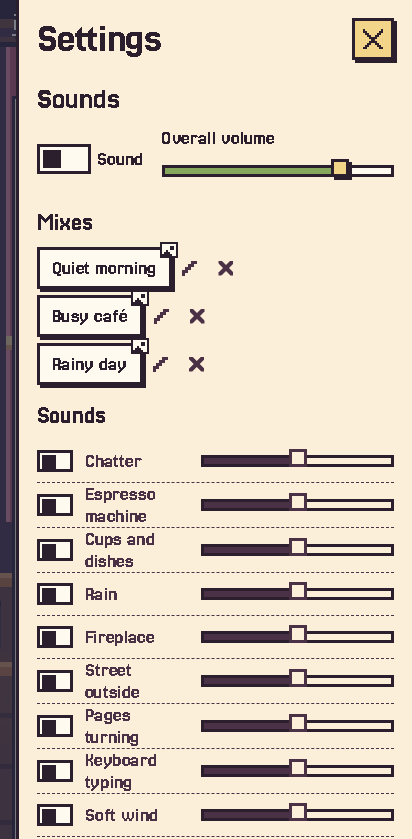 Settings
Sounds
Overall volume
Sound
Mixes
Quiet morning
Busy café
Rainy day
Sounds
Chatter
Espresso
machine
Cups and
dishes
Rain
Fireplace
Street
outside
Pages
turning
Keyboard
typing
Soft wind